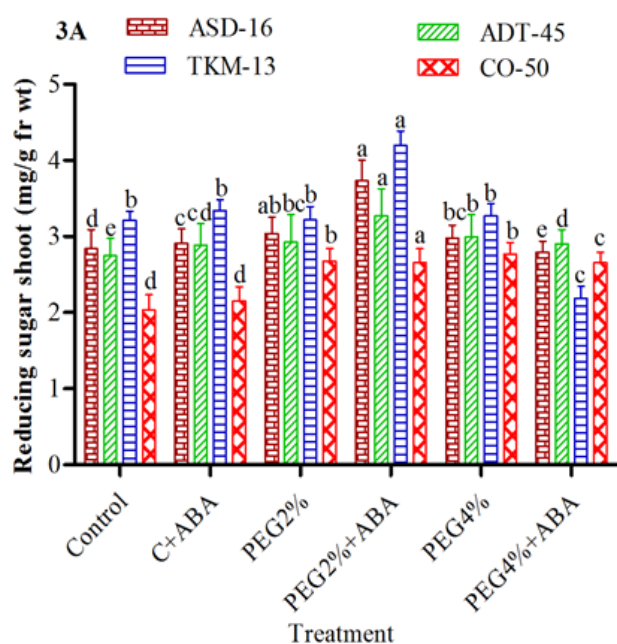 3A
ASD-16
ADT-45
TKM-13
CO-50
Reducing sugar shoot (mg/g fr wt)
5
4
3
2
1
0
d e b d
c c d b d
ab bc b b
a a a a
bc b b b
e d c c
Control
C+ABA
PEG2%
PEG2%+ABA
PEG4%
PEG4%+ABA
Treatment